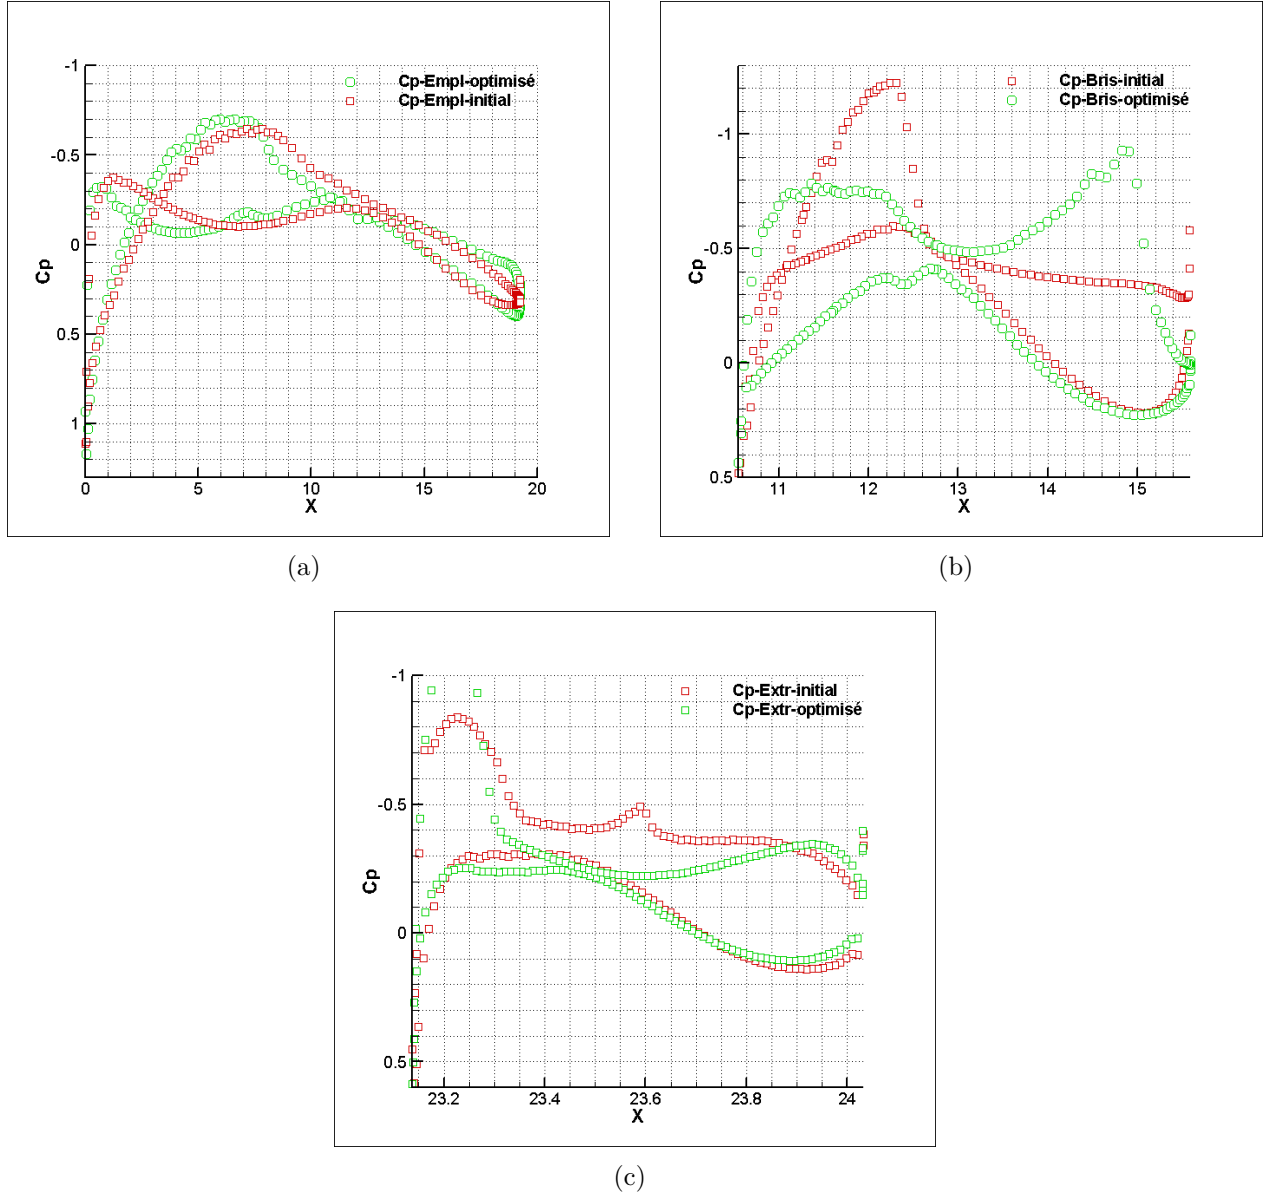 -1
-0.5
0
0.5
1
Cp
0 5 10 15 20
X
Cp-Empl-optimisé
Cp-Empl-initial
(a)
-1
-0.5
0
0.5
Cp
11 12 13 14 15
X
Cp-Bris-initial
Cp-Bris-optimisé
(b)
-1
-0.5
0
0.5
Cp
23.2 23.4 23.6 23.8 24
X
Cp-Extr-initial
Cp-Extr-optimisé
(c)